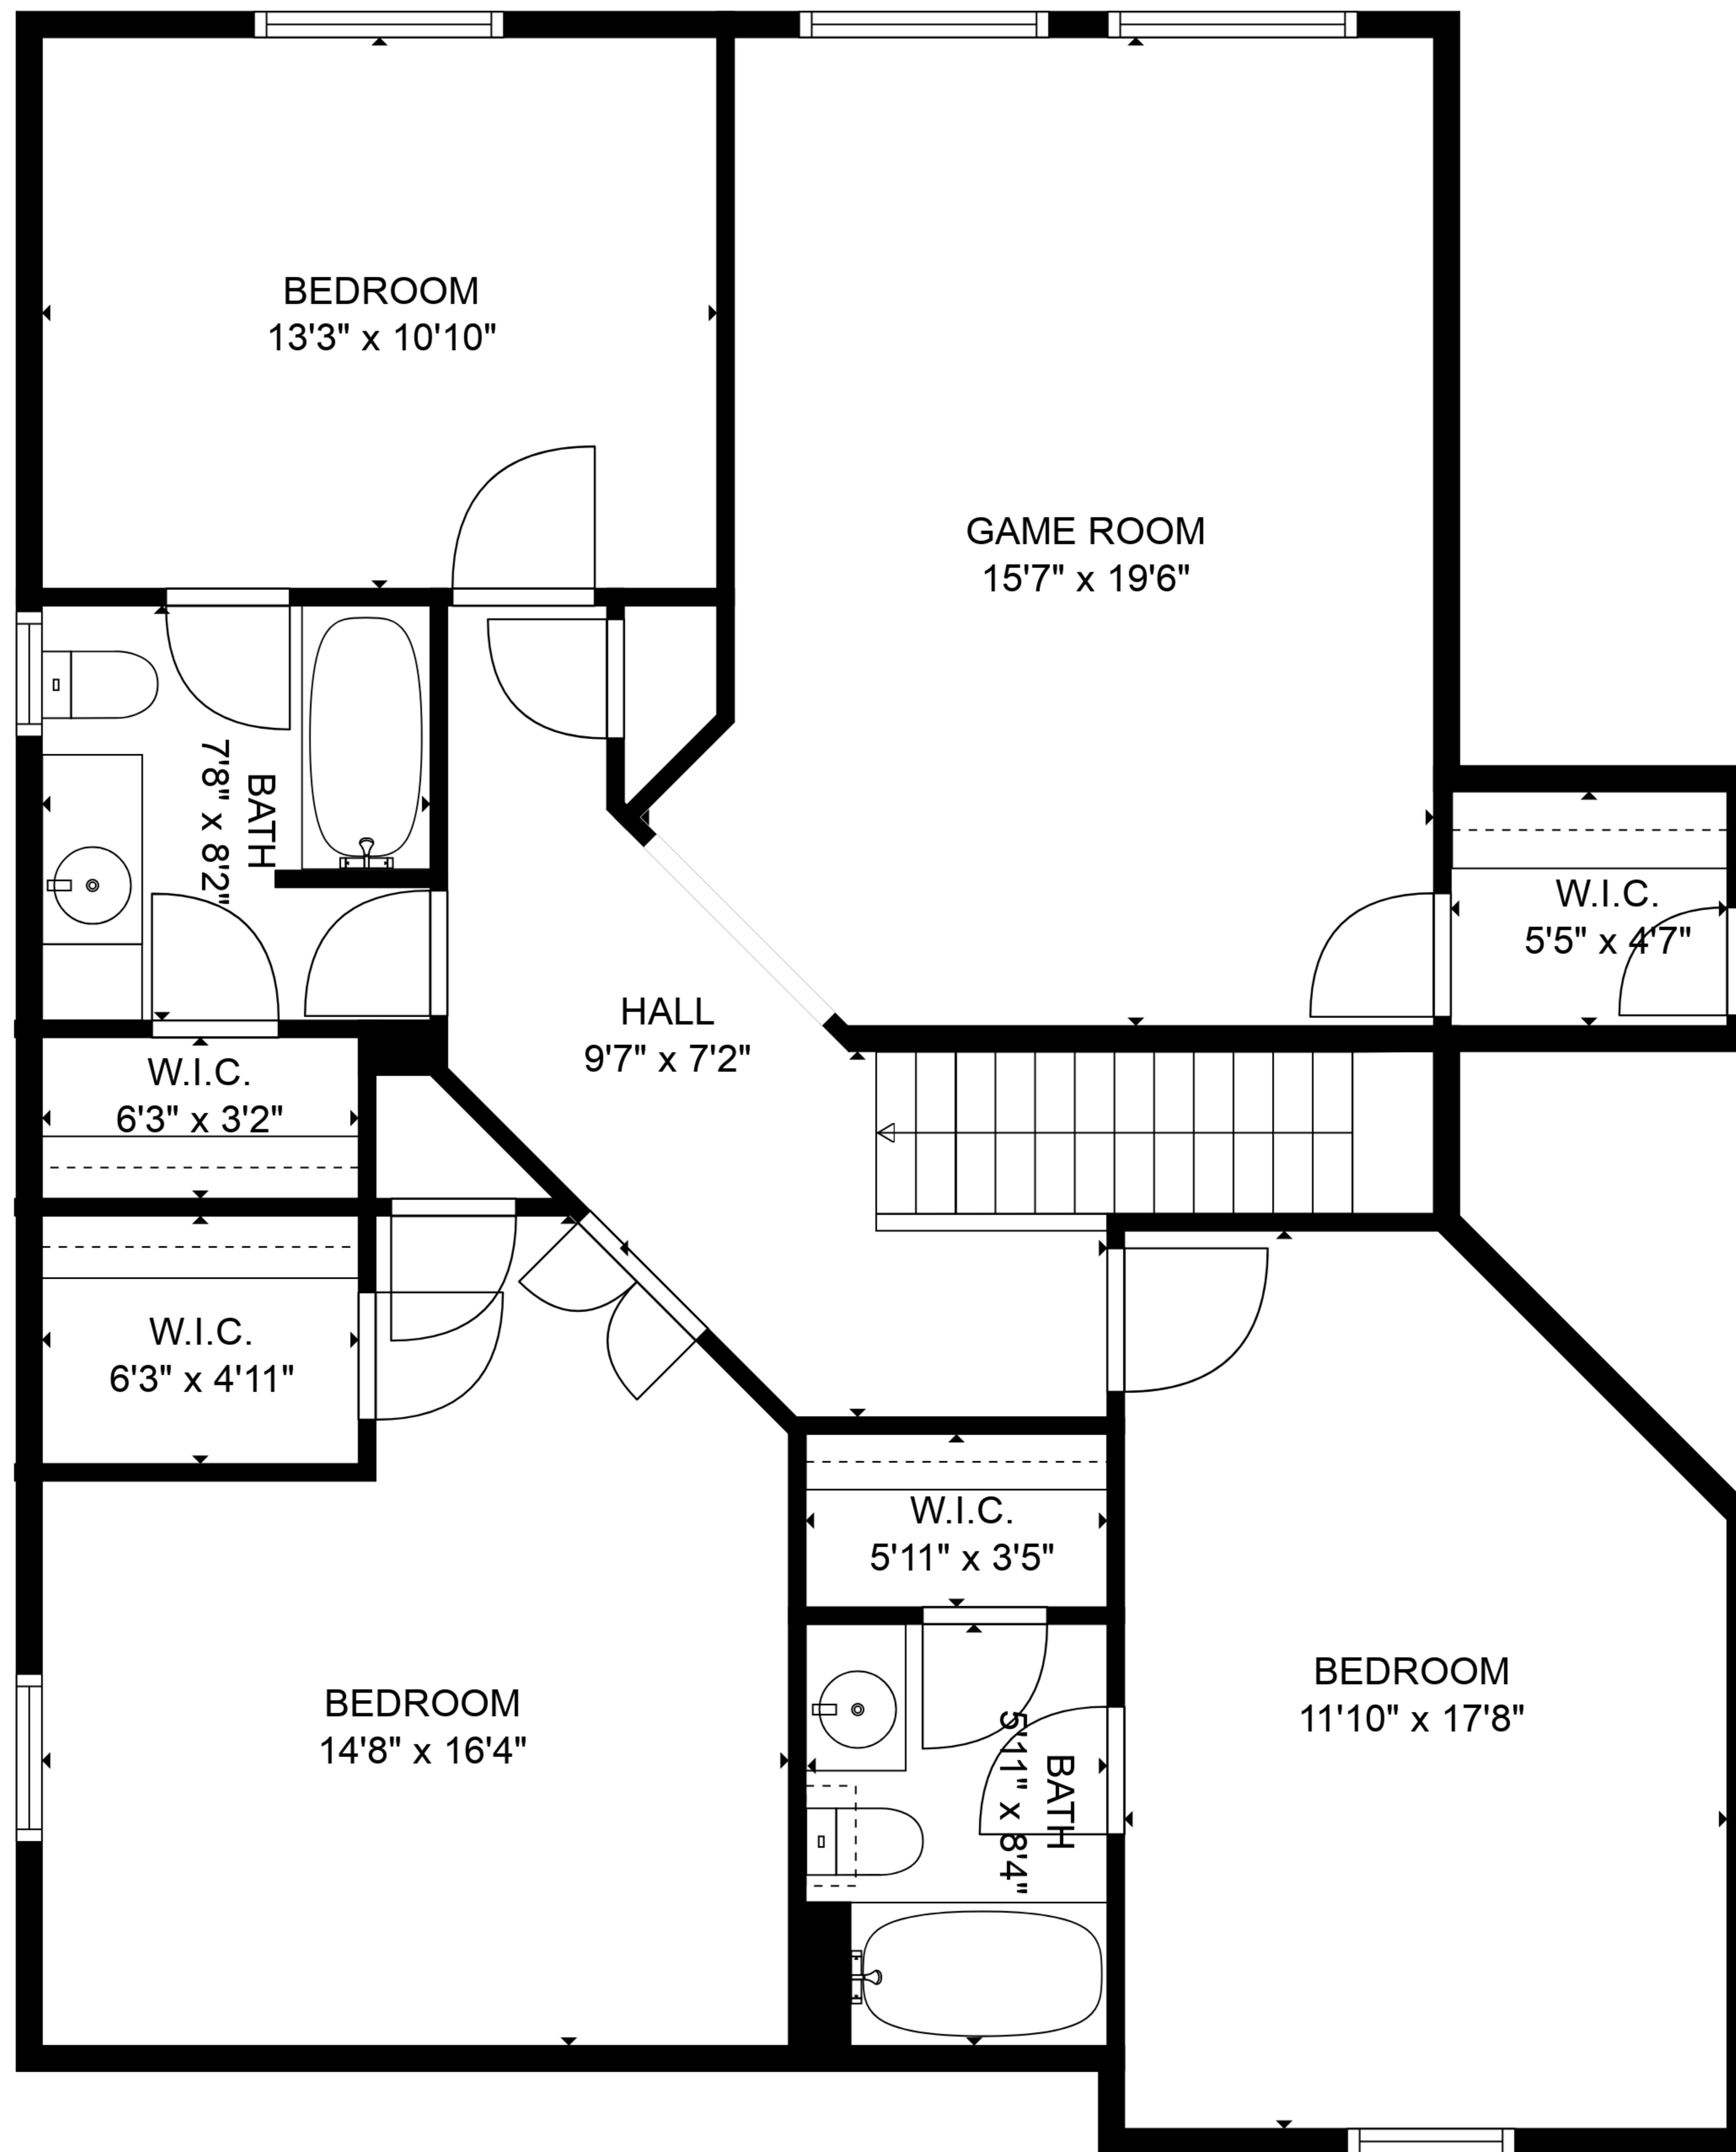 BEDROOM
13'3" x 10'10"
GAME ROOM
15'7" x 19'6"
BATH
7'8" x 8'2"
W.I.C.
5'5" x 4'7"
HALL
9'7" x 7'2"
W.I.C.
6'3" x 3'2"
W.I.C.
6'3" x 4'11"
W.I.C.
5'11" x 3'5"
BEDROOM
14'8" x 16'4"
BATH
5'11" x 8'4"
BEDROOM
11'10" x 17'8"